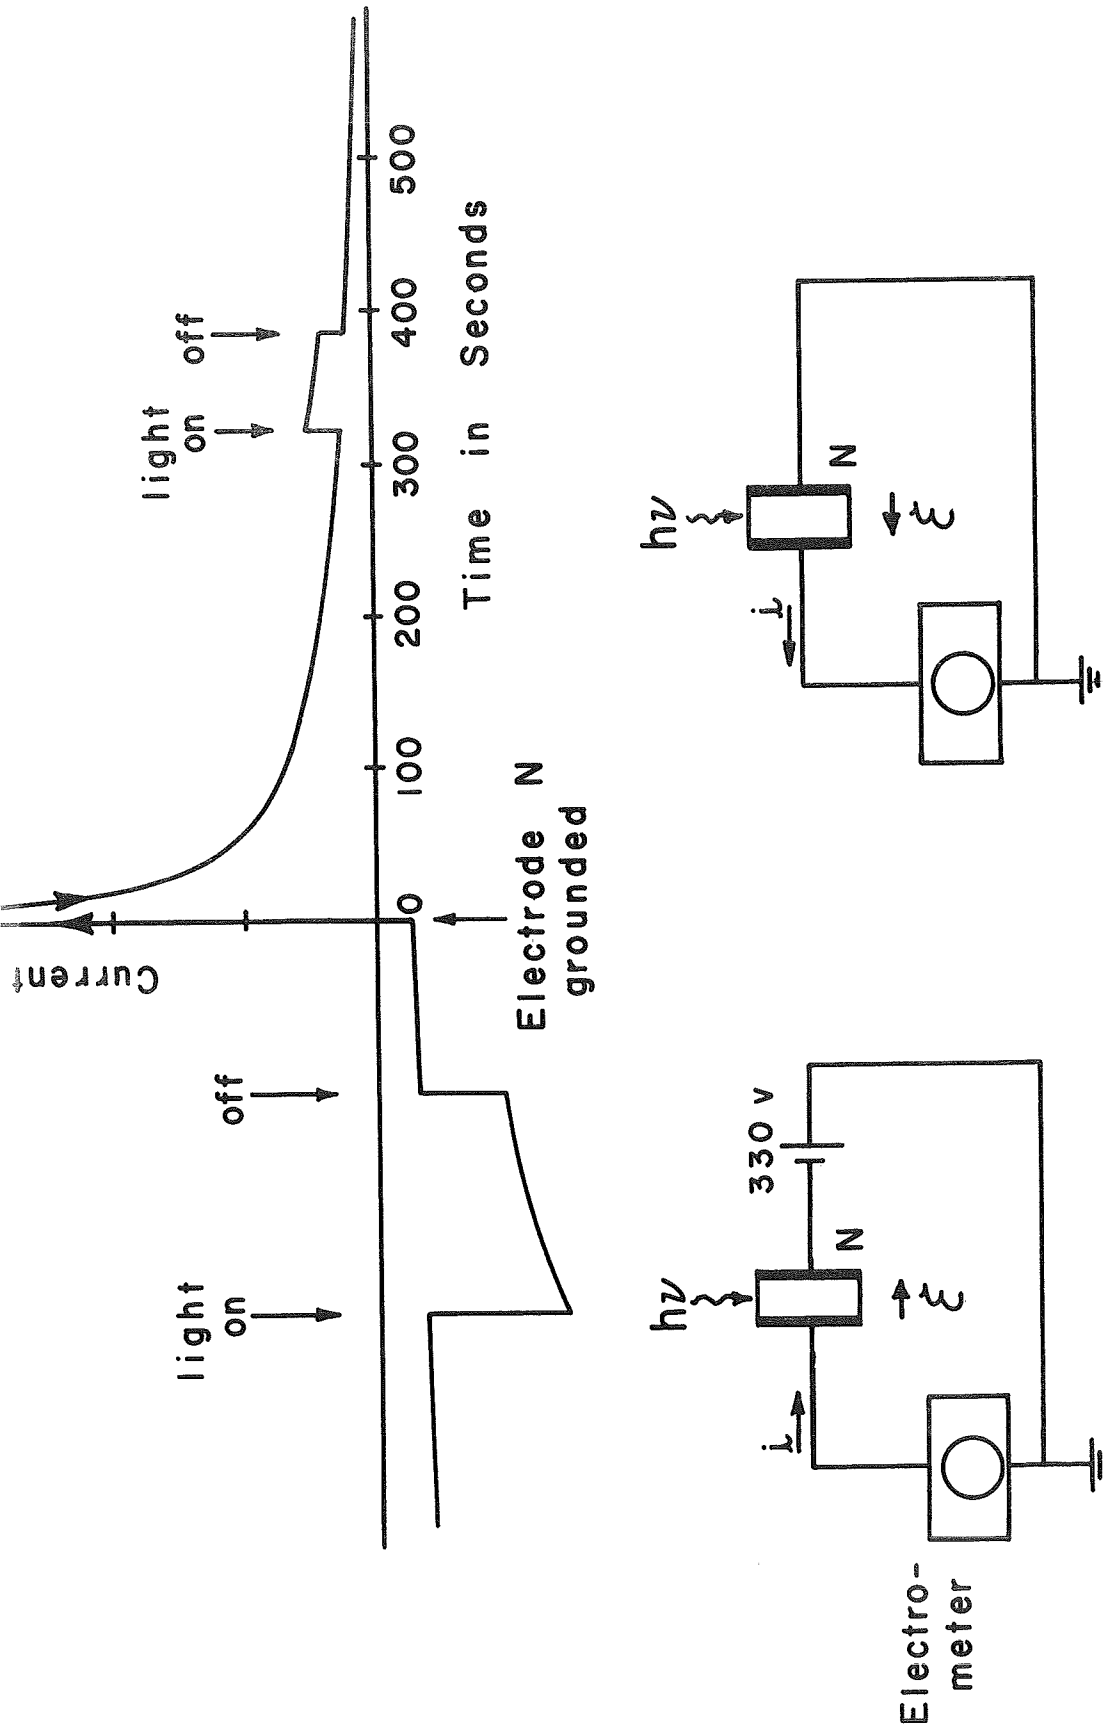 Current
light
on
off
light
on
off
0
100
200
300
400
500
Time in Seconds
Electrode N
grounded
hν
i
N
330 v
ℰ
Electro-
meter
hν
i
N
ℰ